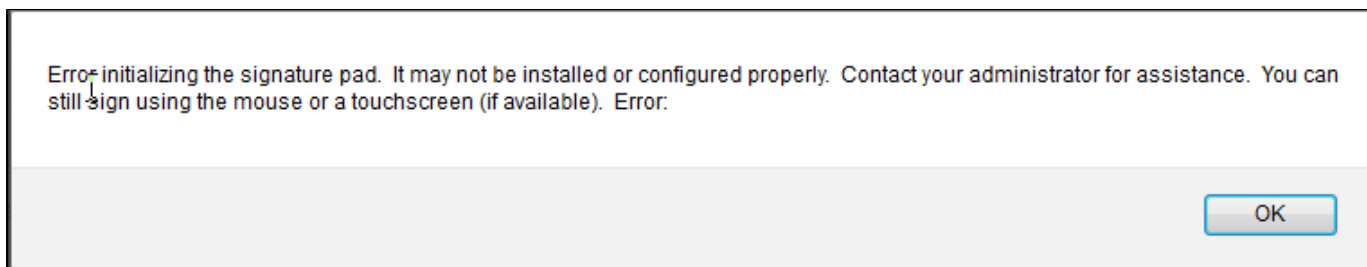 Error initializing the signature pad.  It may not be installed or configured properly.  Contact your administrator for assistance.  You can
still sign using the mouse or a touchscreen (if available).  Error:
OK